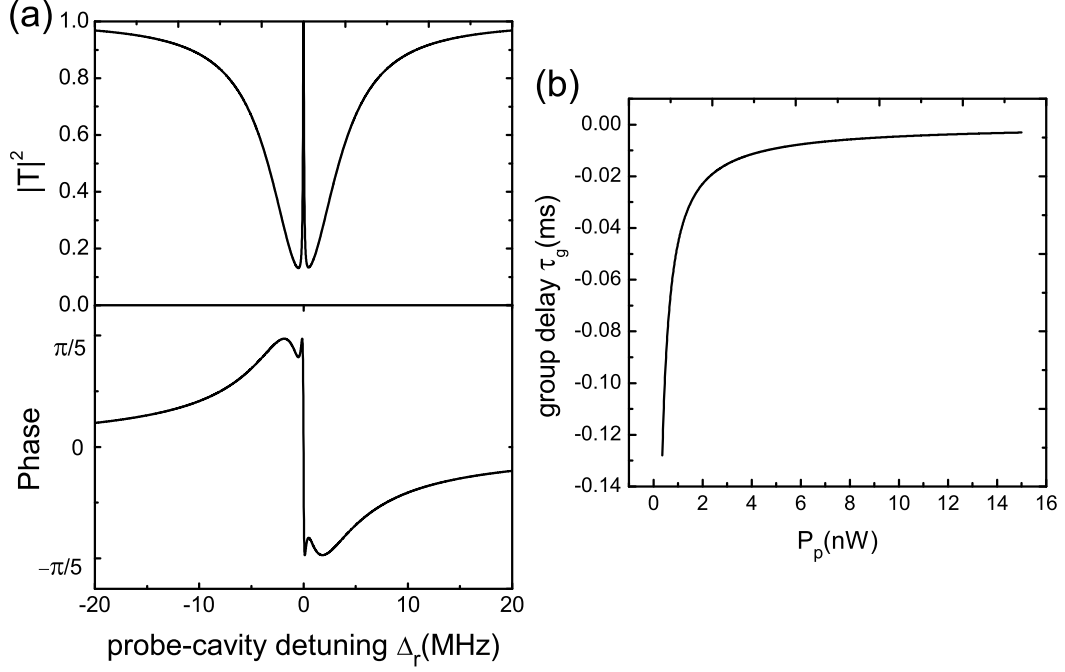 (a)
1.0
0.8
0.6
0.4
0.2
0.0
|T|²
π/5
0
−π/5
Phase
-20 -10 0 10 20
probe-cavity detuning Δr(MHz)
(b)
0.00
-0.02
-0.04
-0.06
-0.08
-0.10
-0.12
-0.14
group delay τg(ms)
0 2 4 6 8 10 12 14 16
Pp(nW)